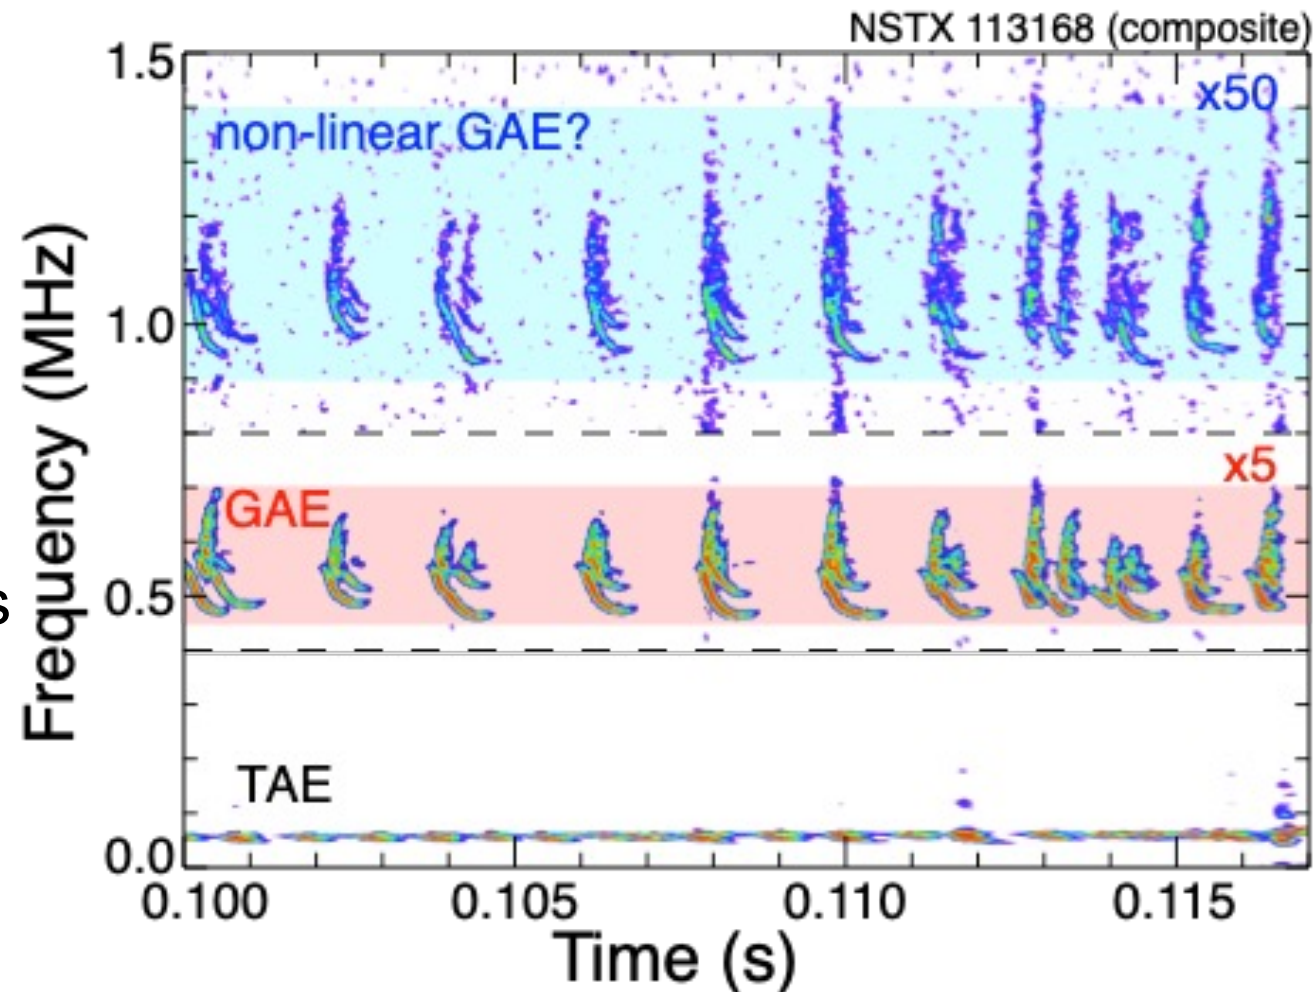 NSTX 113168 (composite)
1.5
x50
non-linear GAE?
1.0
x5
GAE
s
0.5
TAE
0.0
Frequency (MHz)
0.100 0.105 0.110 0.115
Time (s)